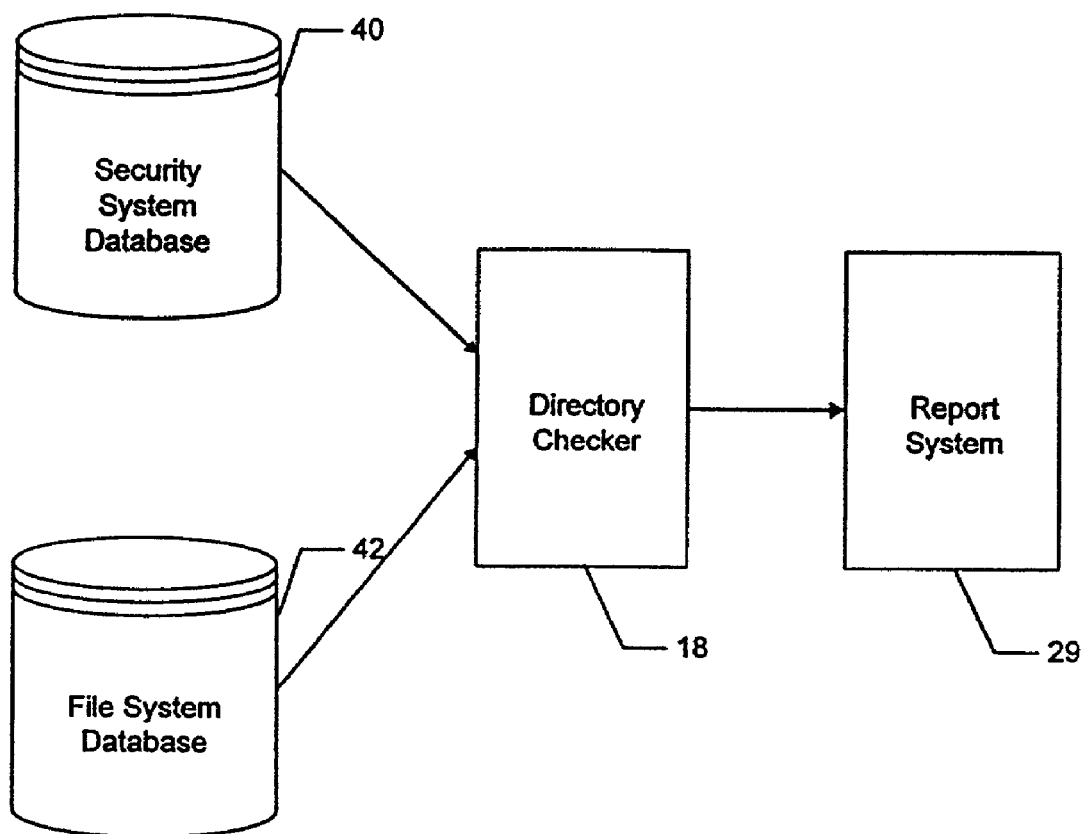 40
Security
System
Database
Directory
Checker
Report
System
42
18
29
File System
Database